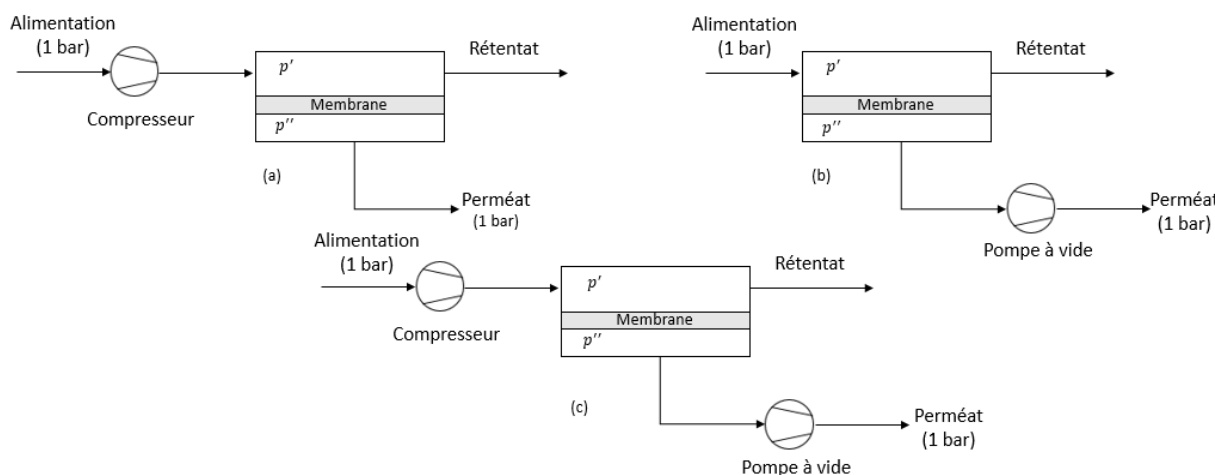 Alimentation
(1 bar)
Rétentat
p′
Membrane
p′′
Compresseur
(a)
Perméat
(1 bar)
Alimentation
(1 bar)
Rétentat
p′
Membrane
p′′
(b)
Perméat
(1 bar)
Pompe à vide
Alimentation
(1 bar)
Rétentat
p′
Membrane
p′′
Compresseur
(c)
Perméat
(1 bar)
Pompe à vide